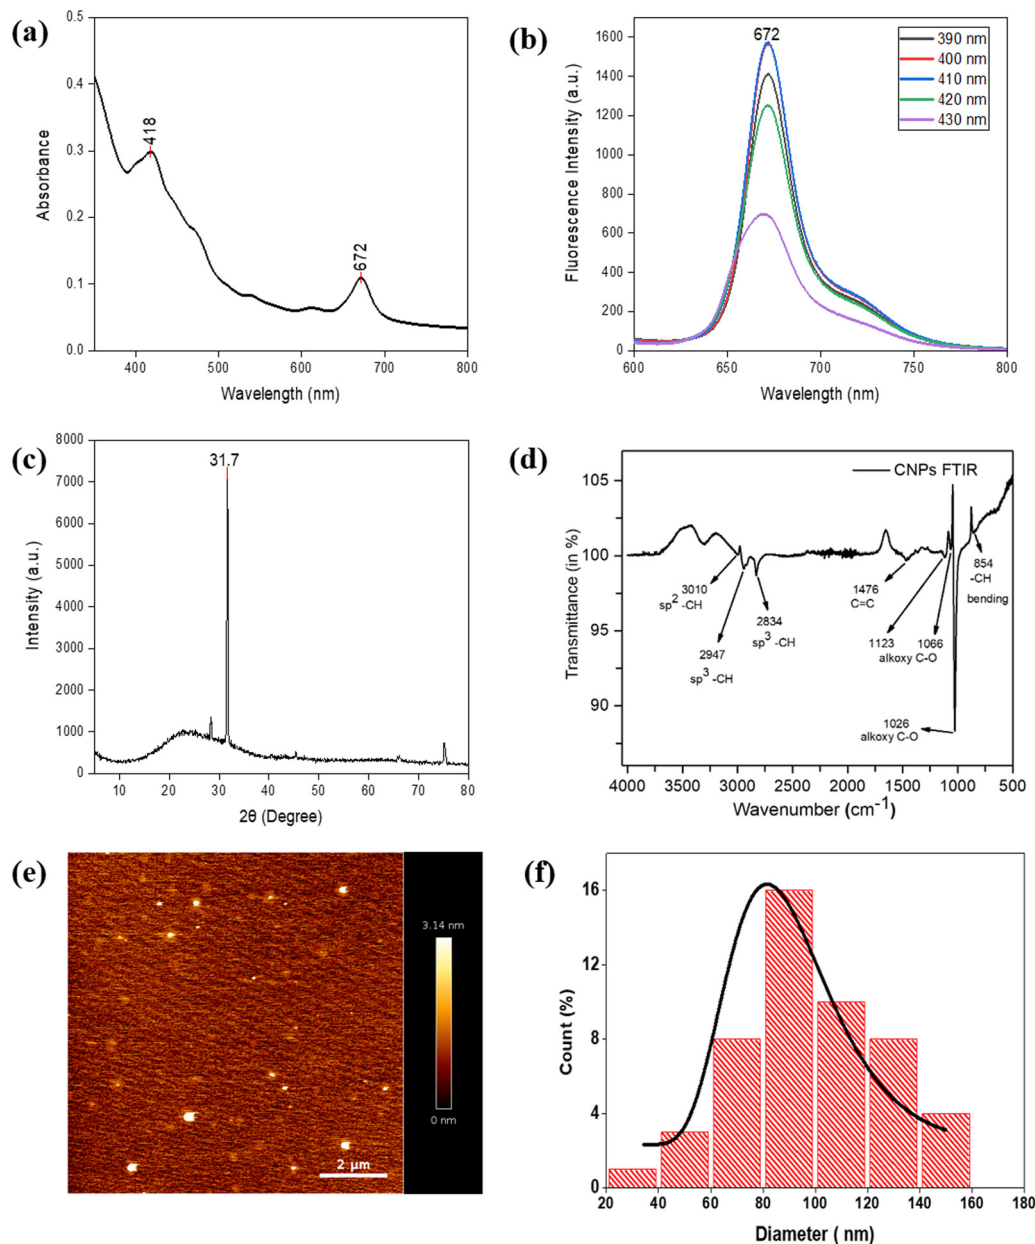 (a)
0.5
0.4
0.3
0.2
0.1
0.0
Absorbance
418
672
400
500
600
700
800
Wavelength (nm)
(b)
1600
1400
1200
1000
800
600
400
200
0
Fluorescence Intensity (a.u.)
672
390 nm
400 nm
410 nm
420 nm
430 nm
600
650
700
750
800
Wavelength (nm)
(c)
8000
7000
6000
5000
4000
3000
2000
1000
0
Intensity (a.u.)
31.7
10
20
30
40
50
60
70
80
2θ (Degree)
(d)
105
100
95
90
Transmittance (in %)
CNPs FTIR
3010
sp2 -CH
2947
sp3 -CH
2834
sp3 -CH
1476
C=C
1123
1066
alkoxy C-O
1026
alkoxy C-O
854
-CH
bending
4000
3500
3000
2500
2000
1500
1000
500
Wavenumber (cm-1)
(e)
3.14 nm
0 nm
2 µm
(f)
16
12
8
4
0
Count (%)
20
40
60
80
100
120
140
160
180
Diameter ( nm)